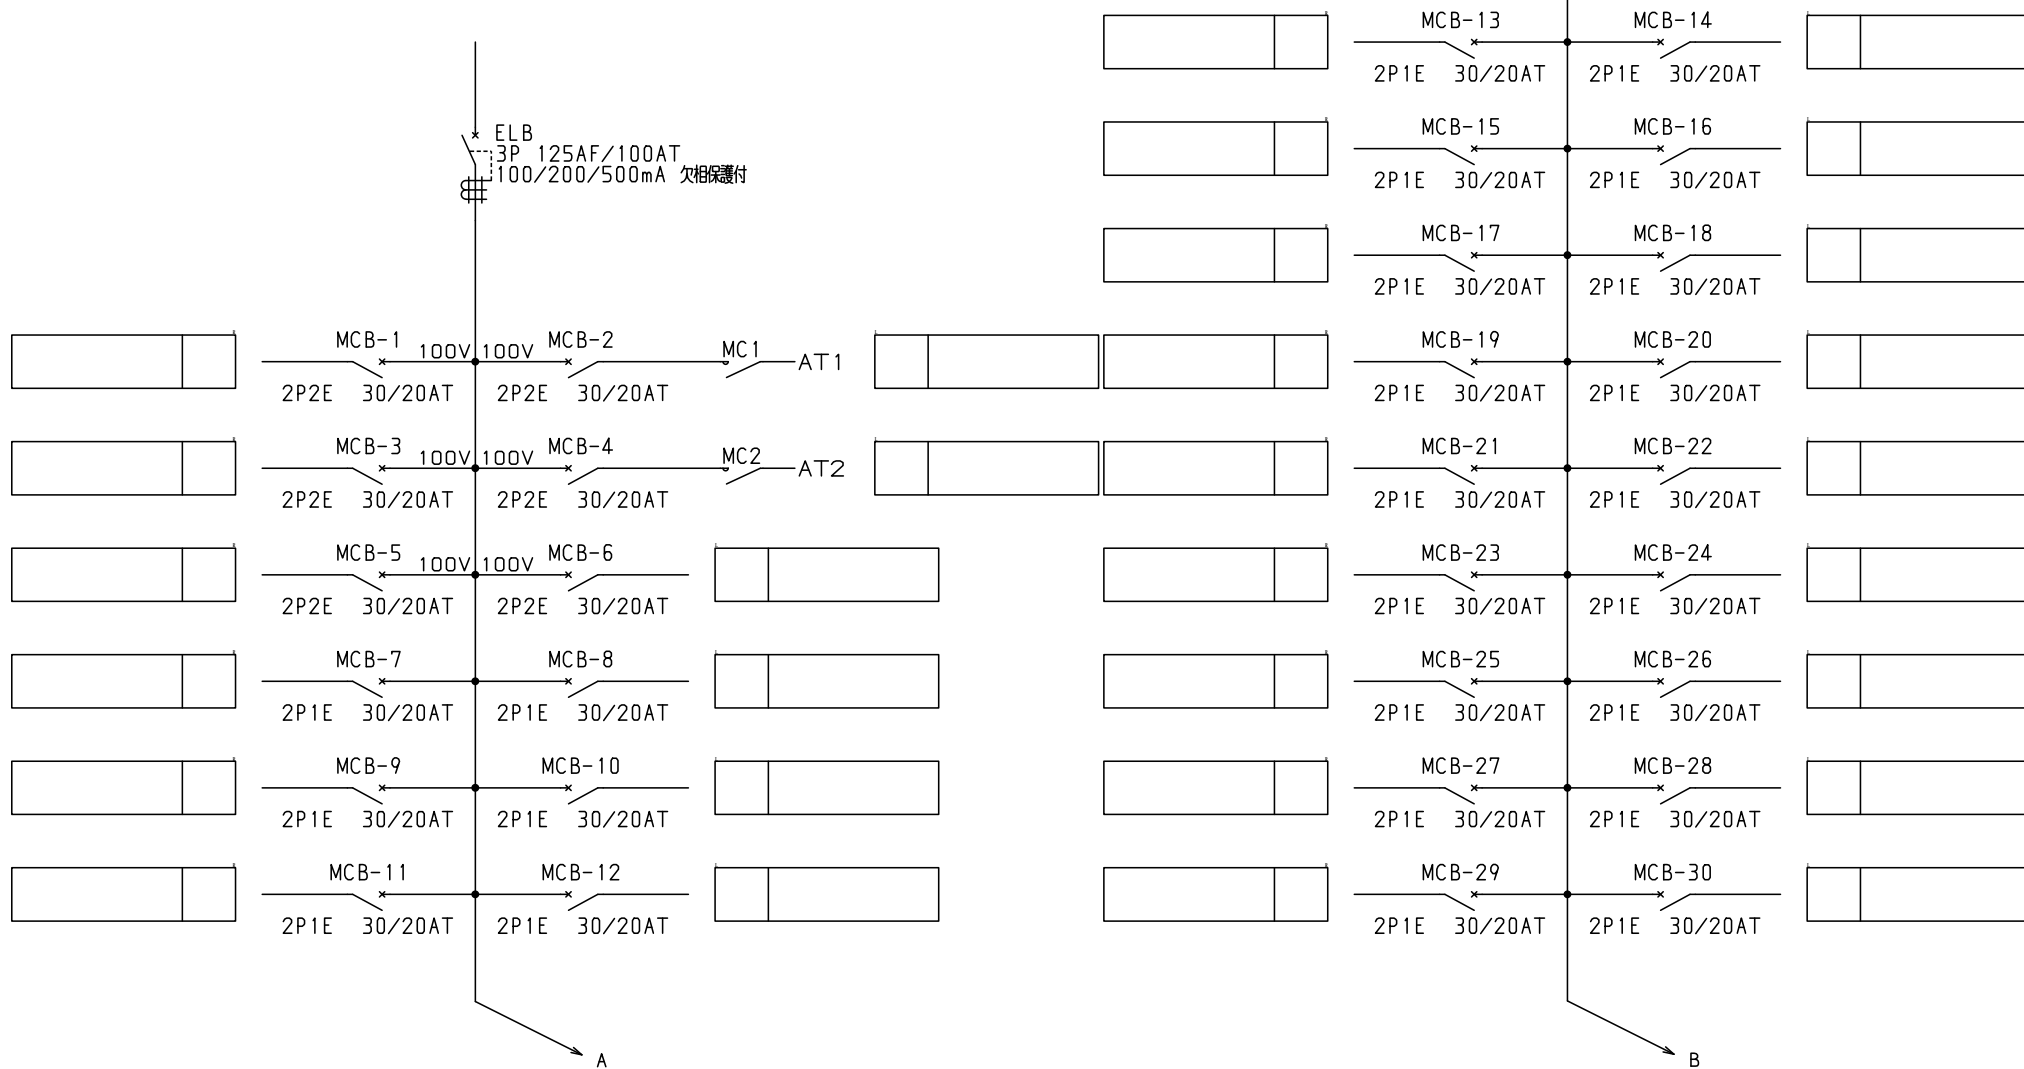 ELB
3P 125AF/100AT
100/200/500mA 欠相保護付
MCB-1 100V 100V MCB-2 MC1 AT1
2P2E 30/20AT 2P2E 30/20AT
MCB-3 100V 100V MCB-4 MC2 AT2
2P2E 30/20AT 2P2E 30/20AT
MCB-5 100V 100V MCB-6
2P2E 30/20AT 2P2E 30/20AT
MCB-7 MCB-8
2P1E 30/20AT 2P1E 30/20AT
MCB-9 MCB-10
2P1E 30/20AT 2P1E 30/20AT
MCB-11 MCB-12
2P1E 30/20AT 2P1E 30/20AT
A
MCB-13 MCB-14
2P1E 30/20AT 2P1E 30/20AT
MCB-15 MCB-16
2P1E 30/20AT 2P1E 30/20AT
MCB-17 MCB-18
2P1E 30/20AT 2P1E 30/20AT
MCB-19 MCB-20
2P1E 30/20AT 2P1E 30/20AT
MCB-21 MCB-22
2P1E 30/20AT 2P1E 30/20AT
MCB-23 MCB-24
2P1E 30/20AT 2P1E 30/20AT
MCB-25 MCB-26
2P1E 30/20AT 2P1E 30/20AT
MCB-27 MCB-28
2P1E 30/20AT 2P1E 30/20AT
MCB-29 MCB-30
2P1E 30/20AT 2P1E 30/20AT
B